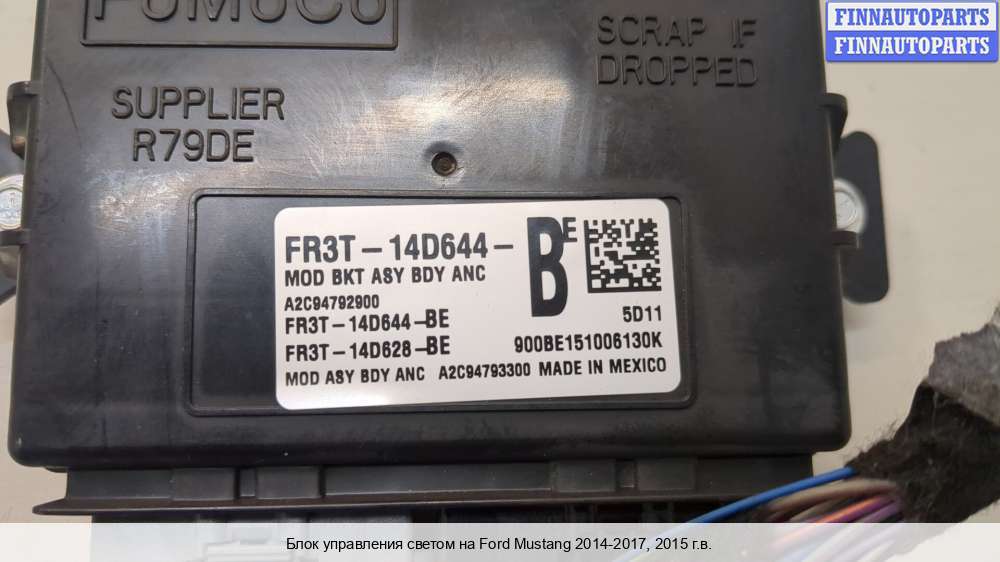 FoMoCo
SCRAP IF
DROPPED
FINNAUTOPARTS
FINNAUTOPARTS
SUPPLIER
R79DE
FR3T-14D644-
BE
MOD BKT ASY BDY ANC
A2C94792900
FR3T-14D644-BE
5D11
FR3T-14D628-BE
900BE151006130K
MOD ASY BDY ANC A2C94793300 MADE IN MEXICO
Блок управления светом на Ford Mustang 2014-2017, 2015 г.в.